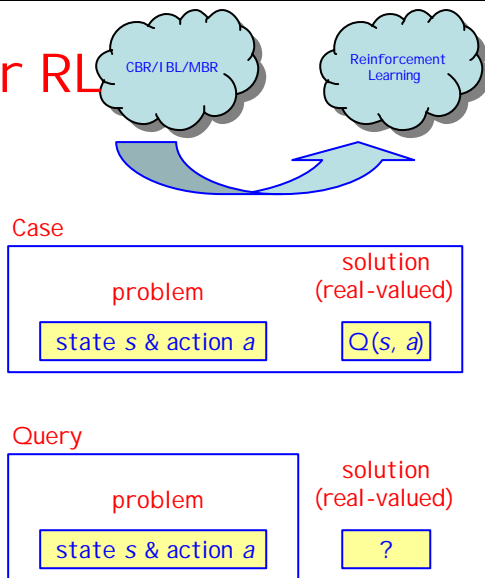 r RL
CBR/IBL/MBR
Reinforcement
Learning
Case
problem
solution
(real-valued)
state s & action a
Q(s, a)
Query
problem
solution
(real-valued)
state s & action a
?